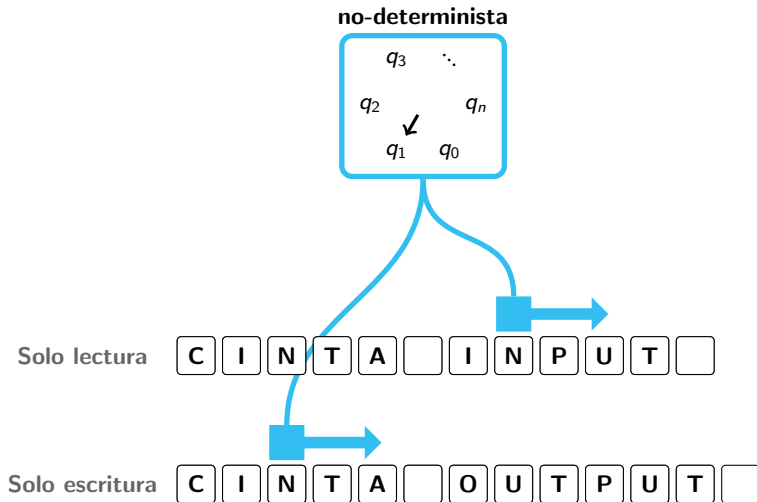 no-determinista
q3 ⋱
q2 qn
q1 q0
Solo lectura C I N T A I N P U T
Solo escritura C I N T A O U T P U T